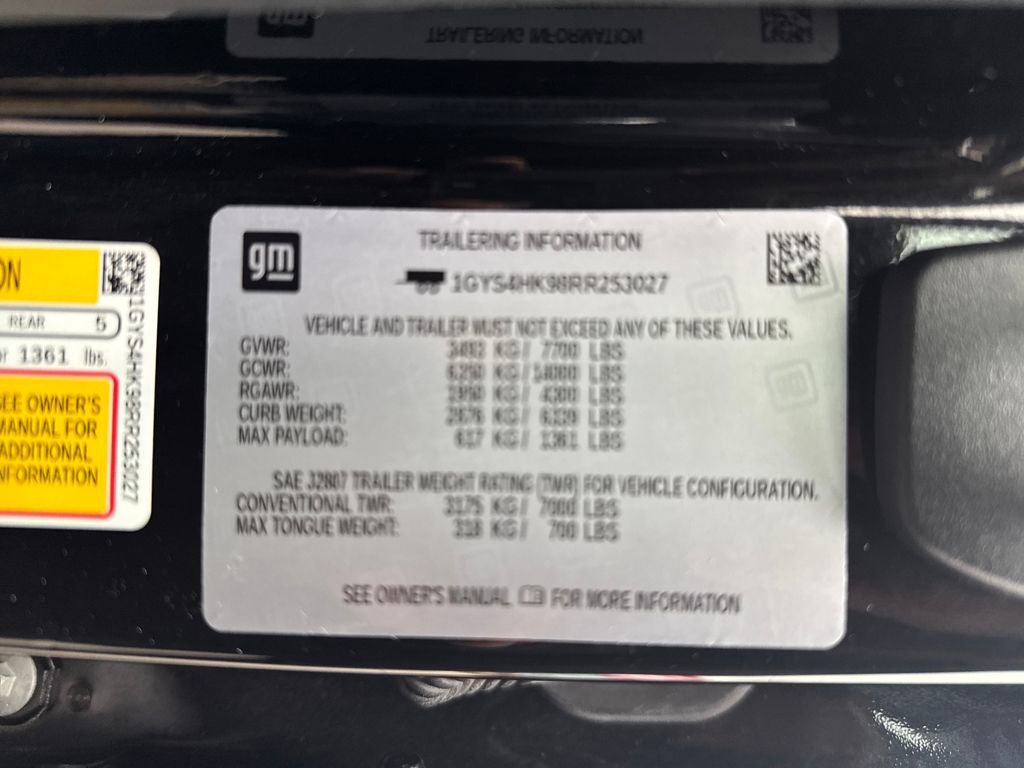 TRAILERING INFORMATION
gm
TRAILERING INFORMATION
1GYS4HK98RR253027
VEHICLE AND TRAILER MUST NOT EXCEED ANY OF THESE VALUES.
GVWR: 3493 KG/ 7700 LBS
GCWR: KG/ 14000 LBS
RGAWR: 1950 KG/ 4300 LBS
CURB WEIGHT: KG/ LBS
MAX PAYLOAD: 617 KG/ 1361 LBS
SAE J2807 TRAILER WEIGHT RATING (TWR) FOR VEHICLE CONFIGURATION.
CONVENTIONAL TWR: 3175 KG/ 7000 LBS
MAX TONGUE WEIGHT: 318 KG/ 700 LBS
SEE OWNER'S MANUAL FOR MORE INFORMATION
ON
REAR 5
or 1361 lbs.
SEE OWNER'S
MANUAL FOR
ADDITIONAL
INFORMATION
1GYS4HK98RR253027